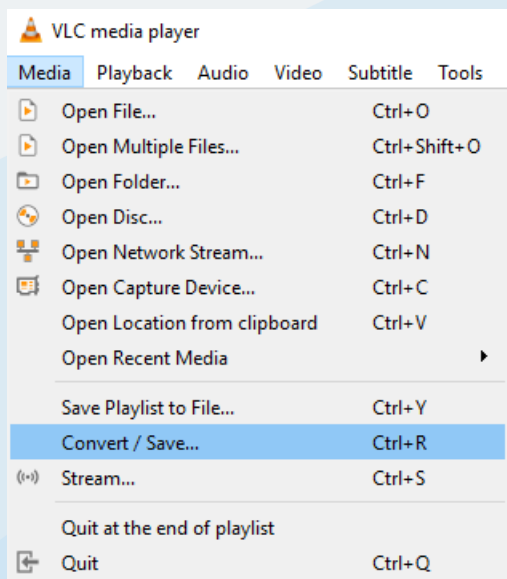 VLC media player
Media Playback Audio Video Subtitle Tools
Open File... Ctrl+O
Open Multiple Files... Ctrl+Shift+O
Open Folder... Ctrl+F
Open Disc... Ctrl+D
Open Network Stream... Ctrl+N
Open Capture Device... Ctrl+C
Open Location from clipboard Ctrl+V
Open Recent Media
Save Playlist to File... Ctrl+Y
Convert / Save... Ctrl+R
Stream... Ctrl+S
Quit at the end of playlist
Quit Ctrl+Q